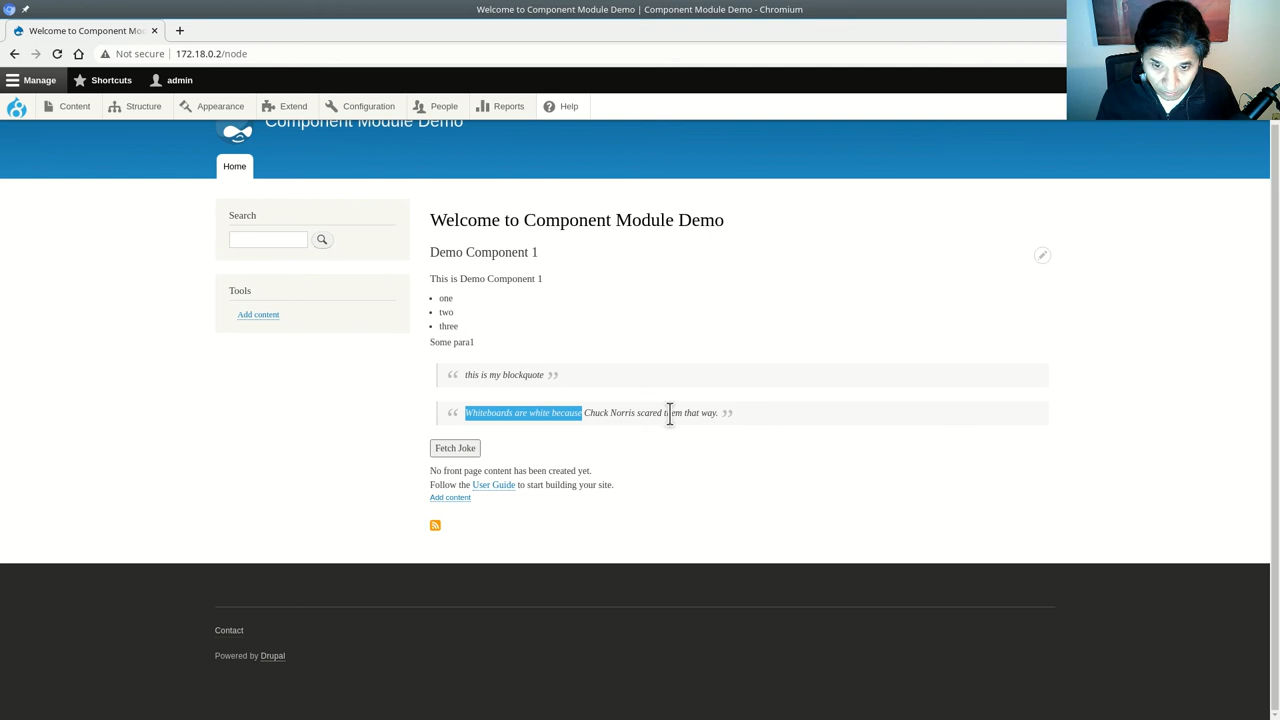 Welcome to Component Module Demo | Component Module Demo - Chromium
Welcome to Component Mo
Not secure
172.18.0.2/node
Manage
Shortcuts
admin
Content
Structure
Appearance
Extend
Configuration
People
Reports
Help
Component Module Demo
Home
Search
Tools
Add content
Welcome to Component Module Demo
Demo Component 1
This is Demo Component 1
one
two
three
Some para1
“ this is my blockquote ”
“ Whiteboards are white because Chuck Norris scared them that way. ”
Fetch Joke
No front page content has been created yet.
Follow the User Guide to start building your site.
Add content
Contact
Powered by Drupal